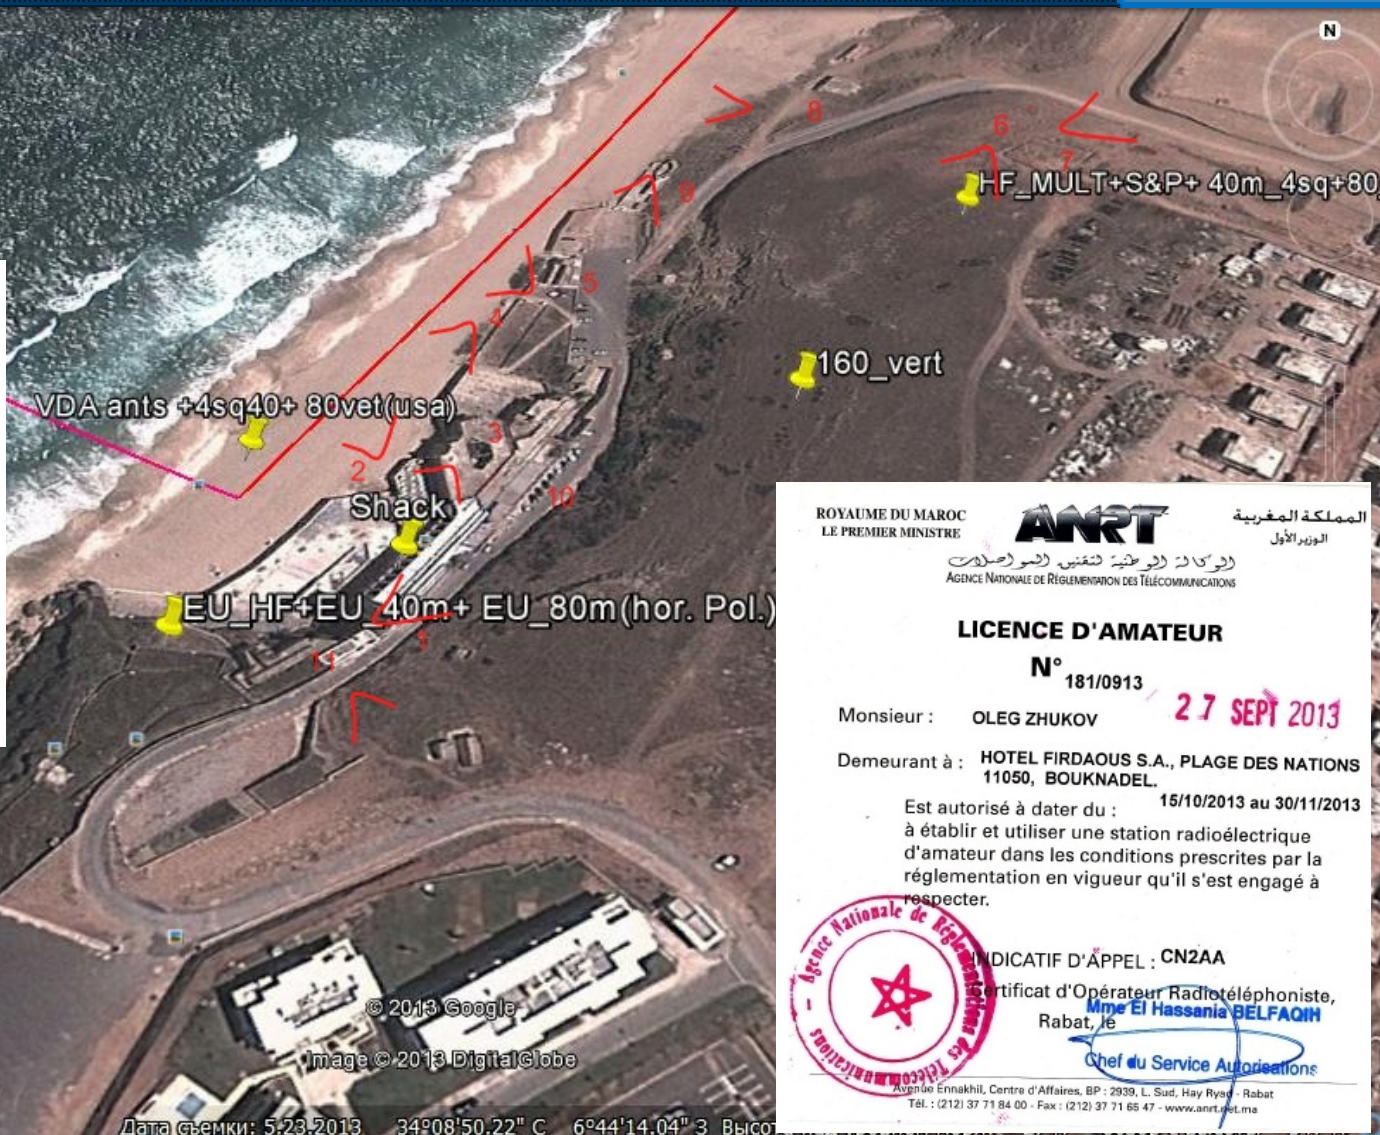 N
8
6
7
HF_MULT+S&P+ 40m_4sq+80
9
5
4
160_vert
VDA ants +4sq40+ 80vet(usa)
3
2
10
Shack
EU_HF+EU_40m+ EU_80m(hor. Pol.)
1
11
© 2013 Google
Image © 2013 DigitalGlobe
Дата съемки: 5.23.2013 34°08'50.22" С 6°44'14.04" З Высот
ROYAUME DU MAROC
LE PREMIER MINISTRE
ANRT
المملكة المغربية
الوزير الأول
الوكالة الوطنية لتقنين المواصلات
AGENCE NATIONALE DE RÉGLEMENTATION DES TÉLÉCOMMUNICATIONS
LICENCE D'AMATEUR
N° 181/0913
27 SEPT 2013
Monsieur : OLEG ZHUKOV
Demeurant à : HOTEL FIRDAOUS S.A., PLAGE DES NATIONS
11050, BOUKNADEL.
Est autorisé à dater du : 15/10/2013 au 30/11/2013
à établir et utiliser une station radioélectrique
d'amateur dans les conditions prescrites par la
réglementation en vigueur qu'il s'est engagé à
respecter.
INDICATIF D'APPEL : CN2AA
Certificat d'Opérateur Radiotéléphoniste,
Rabat, le
Mme El Hassania BELFAQIH
Chef du Service Autorisations
Agence Nationale de Réglementation des Télécommunications
Avenue Ennakhil, Centre d'Affaires, BP : 2939, L. Sud, Hay Ryad - Rabat
Tél. : (212) 37 71 84 00 - Fax : (212) 37 71 65 47 - www.anrt.net.ma